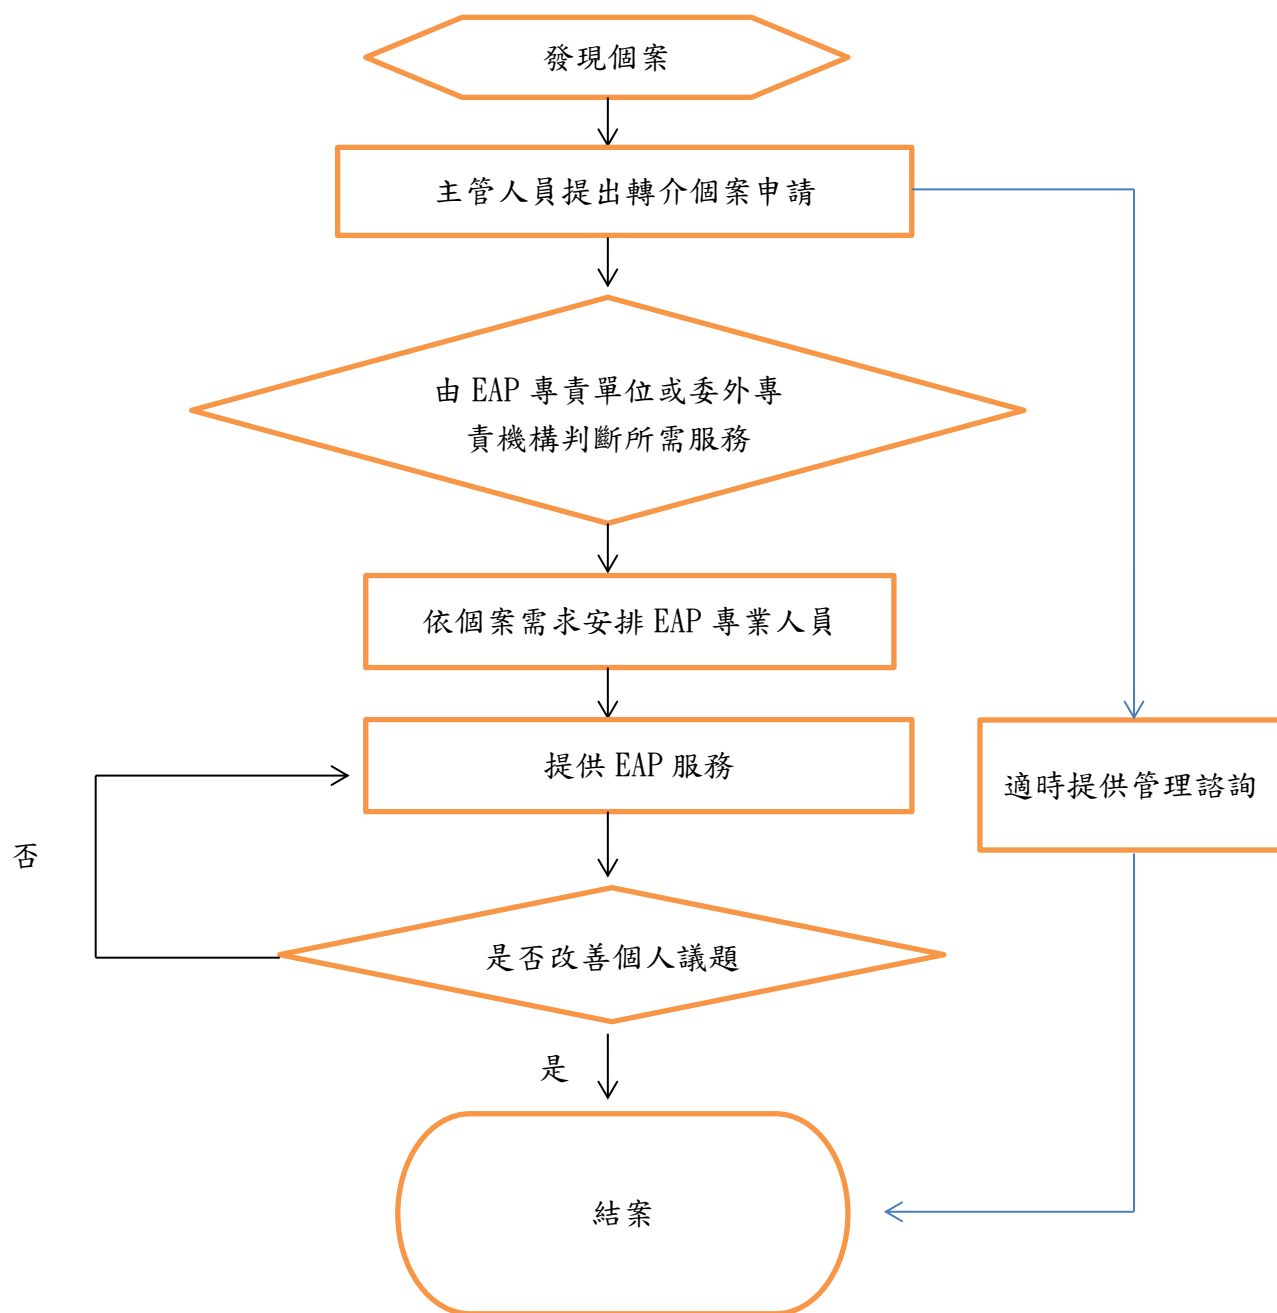 發現個案
主管人員提出轉介個案申請
由 EAP 專責單位或委外專
責機構判斷所需服務
依個案需求安排 EAP 專業人員
提供 EAP 服務
適時提供管理諮詢
否
是否改善個人議題
是
結案